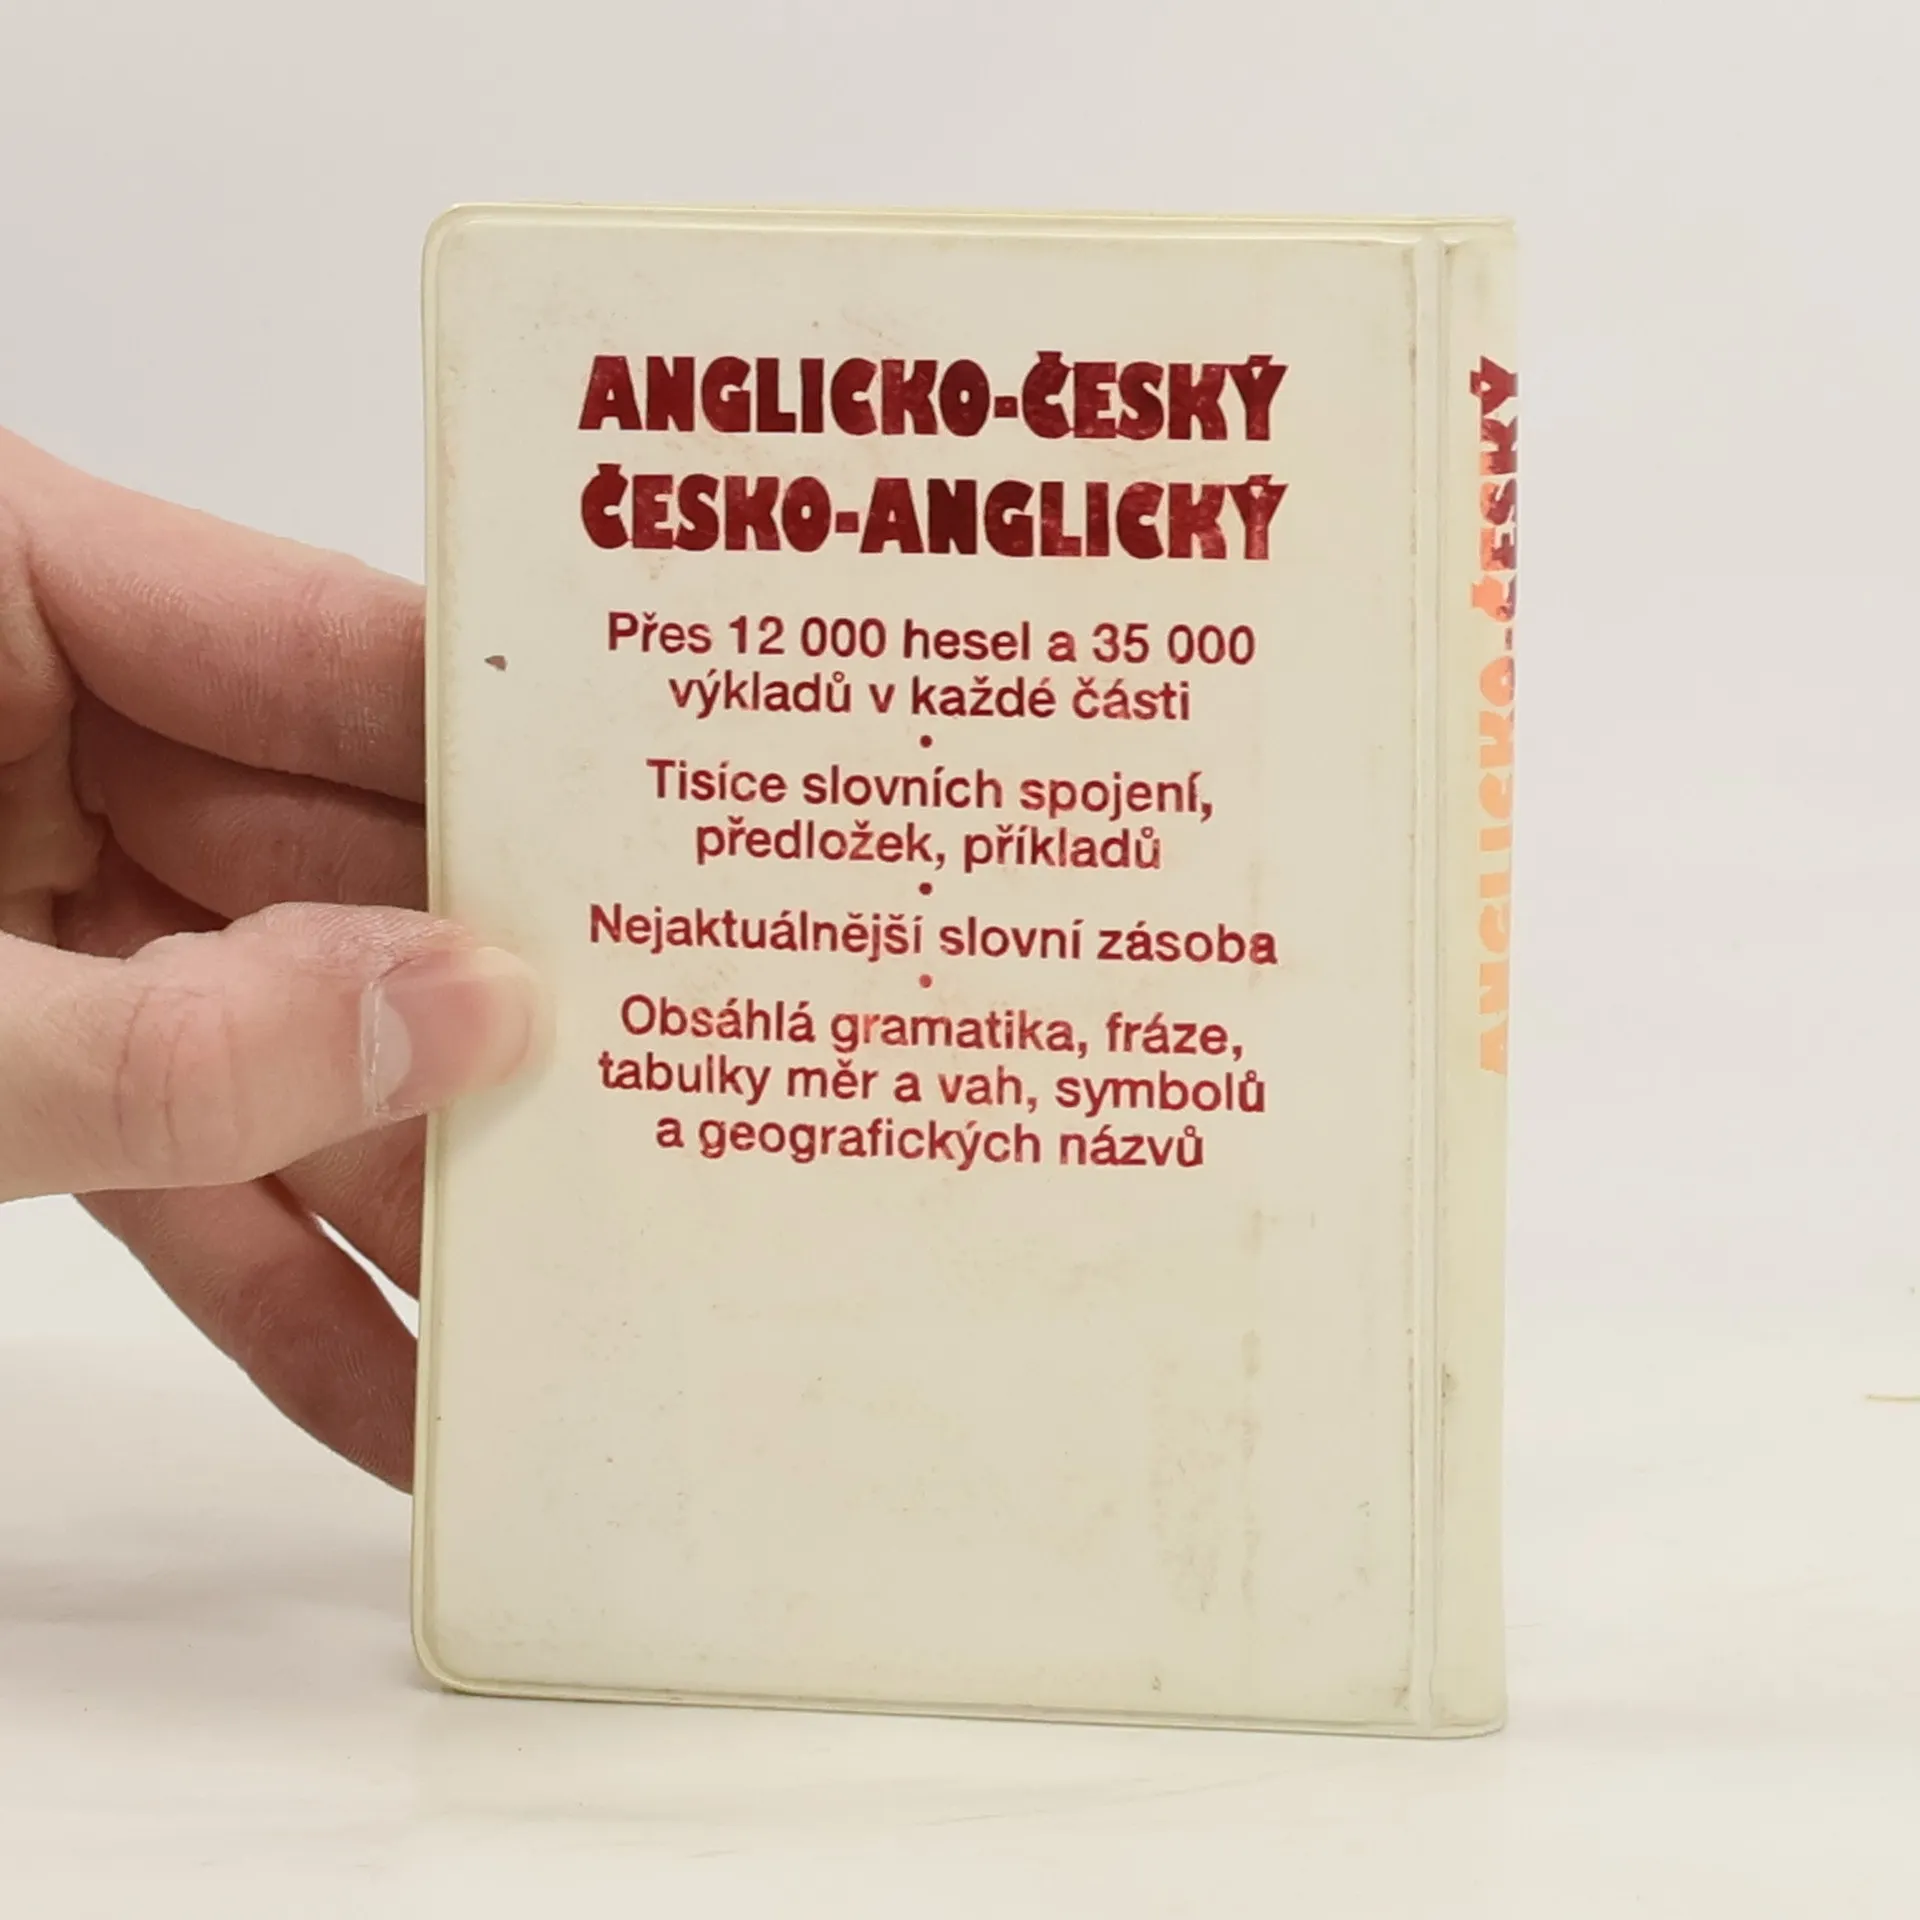 ANGLICKO-ČESKÝ
ČESKO-ANGLICKÝ
Přes 12 000 hesel a 35 000
výkladů v každé části
•
Tisíce slovních spojení,
předložek, příkladů
•
Nejaktuálnější slovní zásoba
•
Obsáhlá gramatika, fráze,
tabulky měr a vah, symbolů
a geografických názvů
ANGLICKO-ČESKÝ